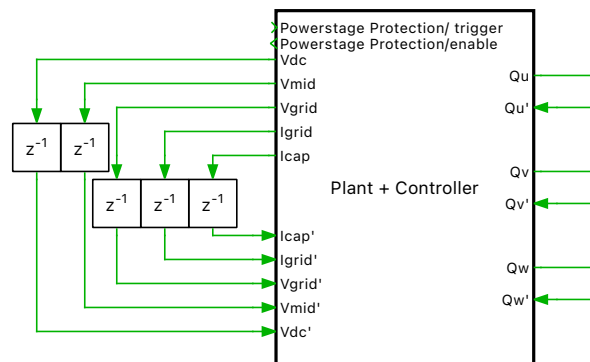 Powerstage Protection/ trigger
Powerstage Protection/enable
Vdc
Vmid
Vgrid
Igrid
Icap
z⁻¹ z⁻¹
z⁻¹ z⁻¹ z⁻¹
Icap'
Igrid'
Vgrid'
Vmid'
Vdc'
Plant + Controller
Qu
Qu'
Qv
Qv'
Qw
Qw'